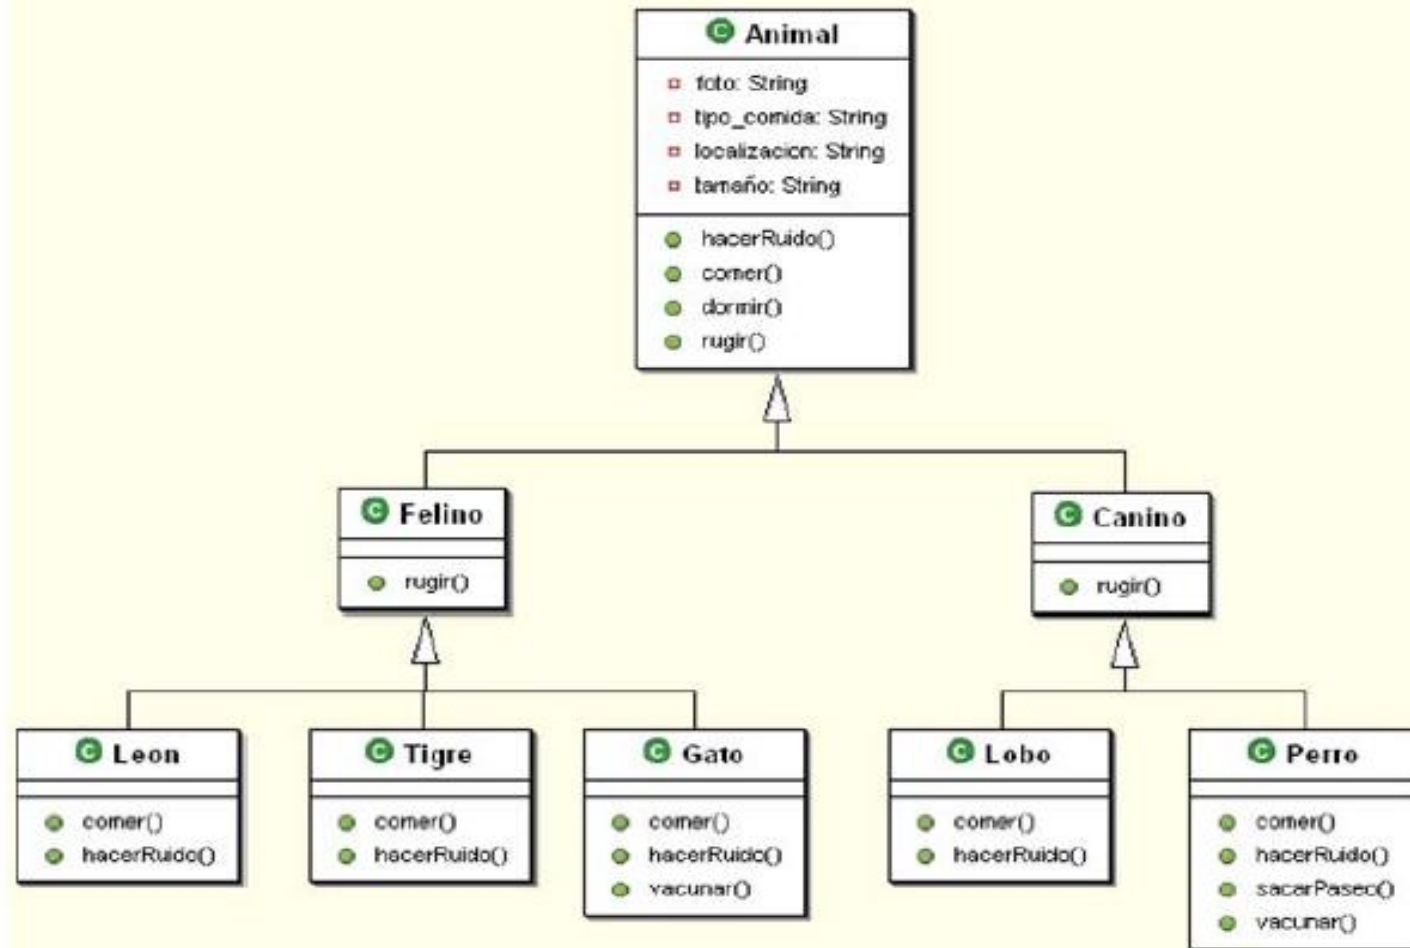 Animal
foto: String
tipo_comida: String
localizacion: String
tamaño: String
hacerRuido()
comer()
dormir()
rugir()
Felino
rugir()
Canino
rugir()
Leon
comer()
hacerRuido()
Tigre
comer()
hacerRuido()
Gato
comer()
hacerRuido()
vacunar()
Lobo
comer()
hacerRuido()
Perro
comer()
hacerRuido()
sacarPaseo()
vacunar()